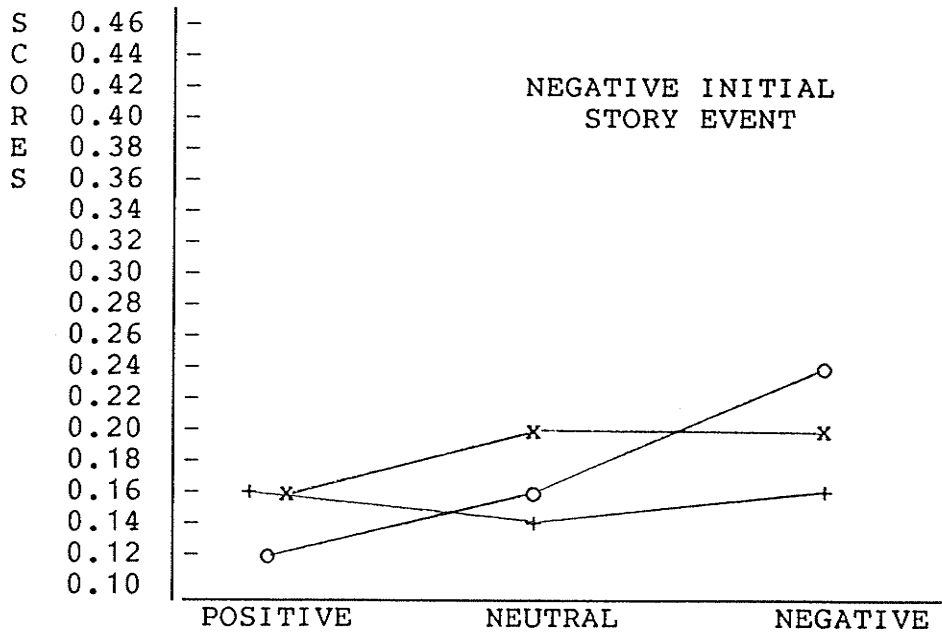 S 0.46
C 0.44
O 0.42
R 0.40
E 0.38
S 0.36
0.34
0.32
0.30
0.28
0.26
0.24
0.22
0.20
0.18
0.16
0.14
0.12
0.10
NEGATIVE INITIAL
STORY EVENT
POSITIVE NEUTRAL NEGATIVE